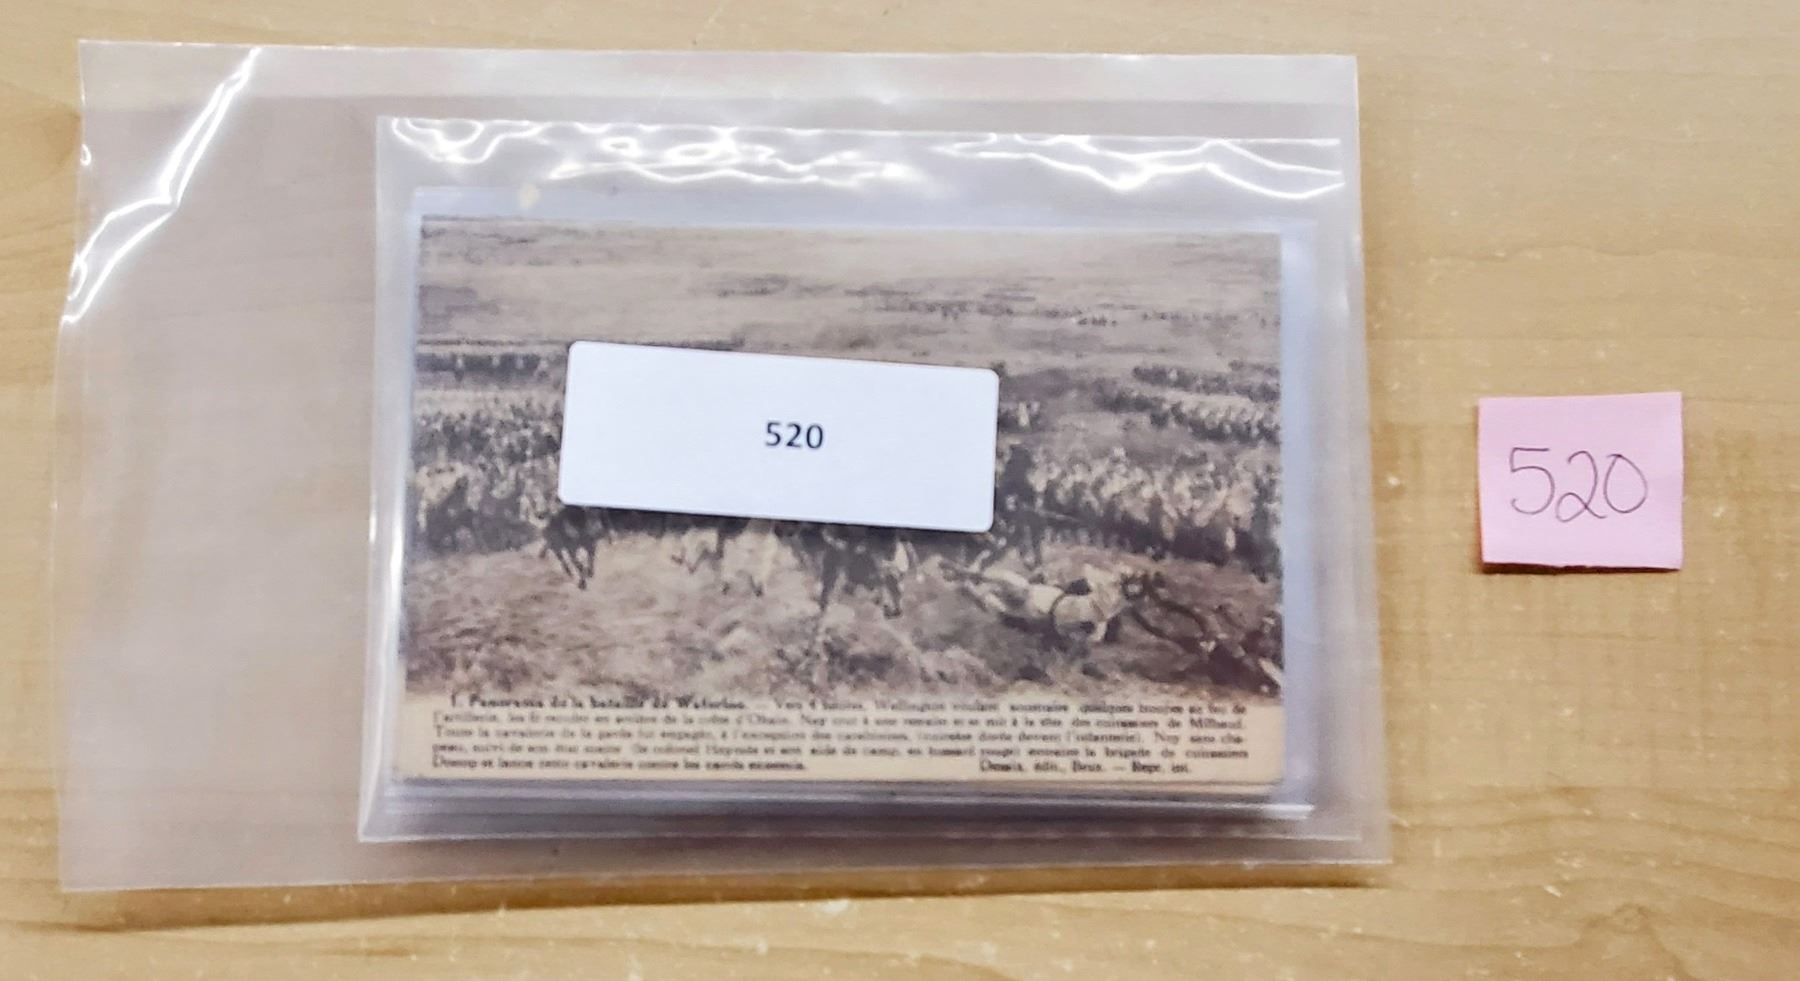 520
520
1. Panorama de la bataille de Waterloo. — Vers 4 heures, Wellington voulant soustraire quelques troupes au feu de
l'artillerie, les fit reculer en arrière de la crête d'Ohain. Ney crut à une retraite et se mit à la tête des cuirassiers de Milhaud.
Toute la cavalerie de la garde fut engagée, à l'exception des carabiniers, devant l'infanterie). Ney sans cha-
peau, suivi de son état major (le colonel Heymès et son aide de camp, en hussard rouge) entraîne la brigade de cuirassiers
et lance cette cavalerie contre les carrés ennemis. édit., Brux. — Repr. int.